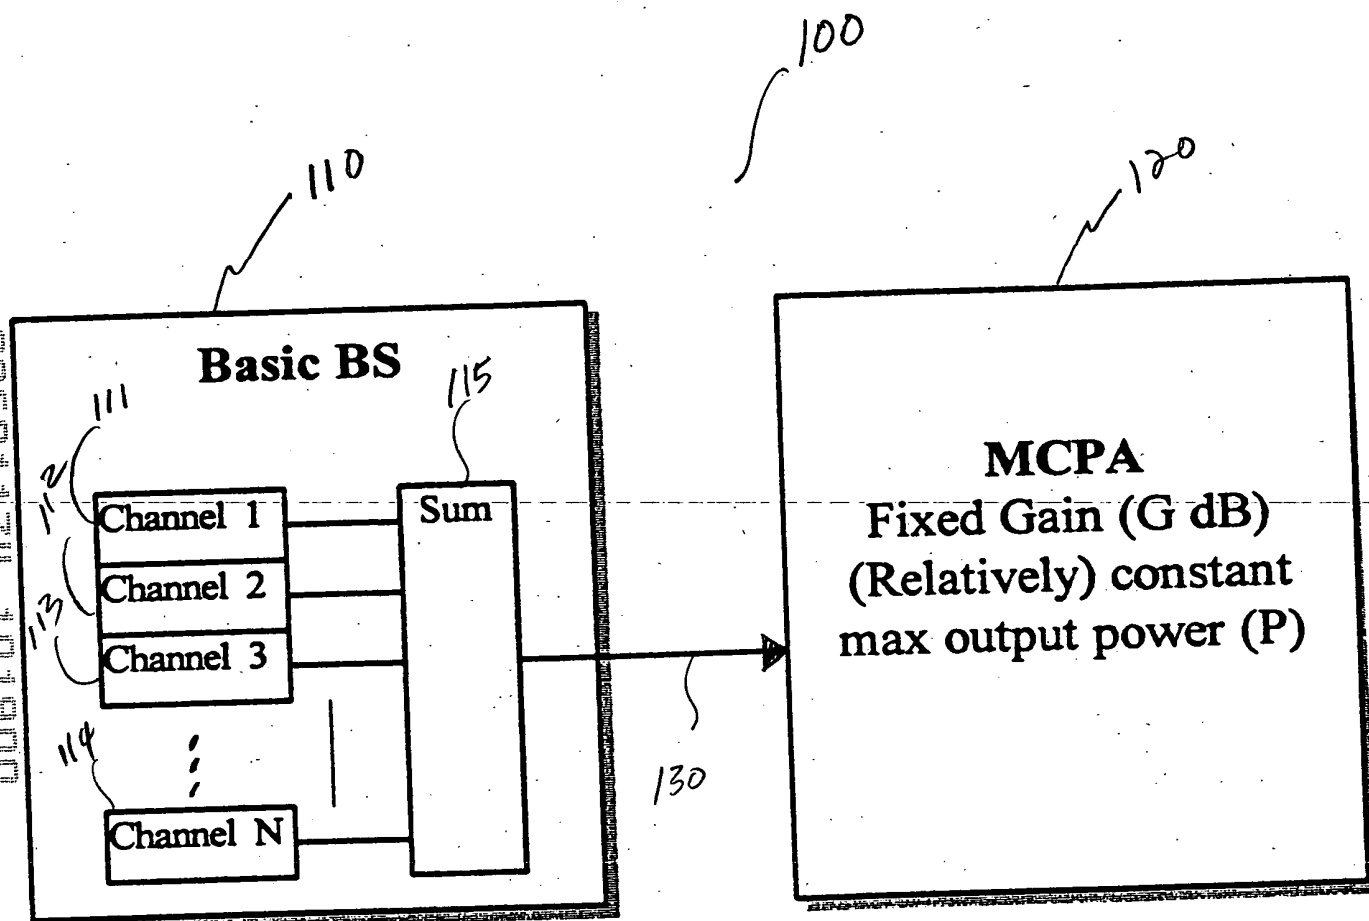 100
110
120
Basic BS
111
115
112
Channel 1
Sum
Channel 2
113
Channel 3
114
Channel N
130
MCPA
Fixed Gain (G dB)
(Relatively) constant
max output power (P)